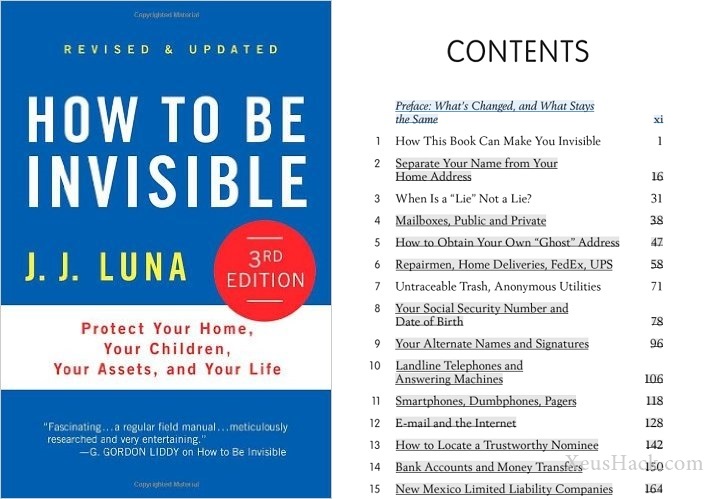 Copyrighted Material
REVISED & UPDATED
HOW TO BE
INVISIBLE
J. J. LUNA
3RD
EDITION
Protect Your Home,
Your Children,
Your Assets, and Your Life
"Fascinating...a regular field manual...meticulously
researched and very entertaining."
—G. GORDON LIDDY on How to Be Invisible
Copyrighted Material
CONTENTS
Preface: What's Changed, and What Stays
the Same xi
1 How This Book Can Make You Invisible 1
2 Separate Your Name from Your
Home Address 16
3 When Is a "Lie" Not a Lie? 31
4 Mailboxes, Public and Private 38
5 How to Obtain Your Own "Ghost" Address 47
6 Repairmen, Home Deliveries, FedEx, UPS 58
7 Untraceable Trash, Anonymous Utilities 71
8 Your Social Security Number and
Date of Birth 78
9 Your Alternate Names and Signatures 96
10 Landline Telephones and
Answering Machines 106
11 Smartphones, Dumbphones, Pagers 118
12 E-mail and the Internet 128
13 How to Locate a Trustworthy Nominee 142
14 Bank Accounts and Money Transfers 150
15 New Mexico Limited Liability Companies 164
XeusHack.com